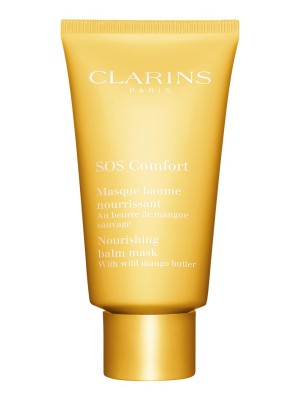 CLARINS
PARIS
SOS Comfort
Masque baume
nourrissant
Au beurre de mangue
sauvage
Nourishing
balm mask
With wild mango butter